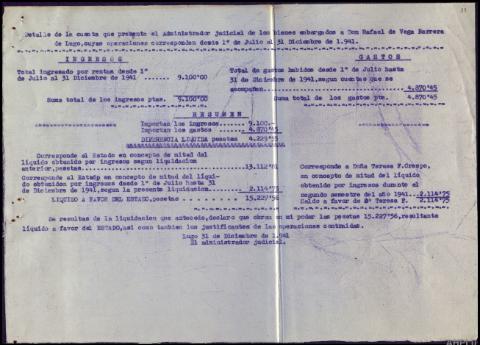 Detalle de la cuenta que presenta el Administrador judicial de los bienes embargados a Don Rafael de Vega Barrera
de Lugo, cuyas operaciones corresponden desde 1º de Julio al 31 Diciembre de 1.941.
I N G R E S O S
G A S T O S
Total ingresado por rentas desde 1º
de Julio al 31 Diciembre de 1941 ..... 9.100'00
Suma total de los ingresos ptas. 9.100'00
Total de gastos habidos desde 1º de Julio hasta
31 de Diciembre de 1941, segun cuentas que se
acompañan................ 4.870'45
Suma total de los gastos ptas. 4.870'45
R E S U M E N
Importan los ingresos...... 9.100.-
Importan los gastos ....... 4.870'45
DIFERENCIA LIQUIDA pesetas 4.229'55
Corresponde al Estado en concepto de mitad del
liquido obtenido por ingresos segun liquidacion
anterior, pesetas................ 13.112'81
Corresponde al Estado en concepto de mitad del liqui-
do obtenido por ingresos desde 1º de Julio hasta 31
de Diciembre de 1941, segun la presente liquidacion... 2.114'75
LIQUIDO A FAVOR DEL ESTADO, pesetas - 15.227'56
Corresponde a Doña Teresa F. Crespo,
en concepto de mitad del liquido
obtenido por ingresos durante el
segundo semestre del año 1941... 2.114'75
Saldo a favor de Dª Teresa F. 2.114'75
Se resultas de la liquidacion que antecede, declaro que obran en mi poder las pesetas 15.227'56, resultante
liquido a favor del ESTADO, asi como tambien los justificantes de las operaciones contenidas.
Lugo 31 de Diciembre de 1.941
El administrador judicial.